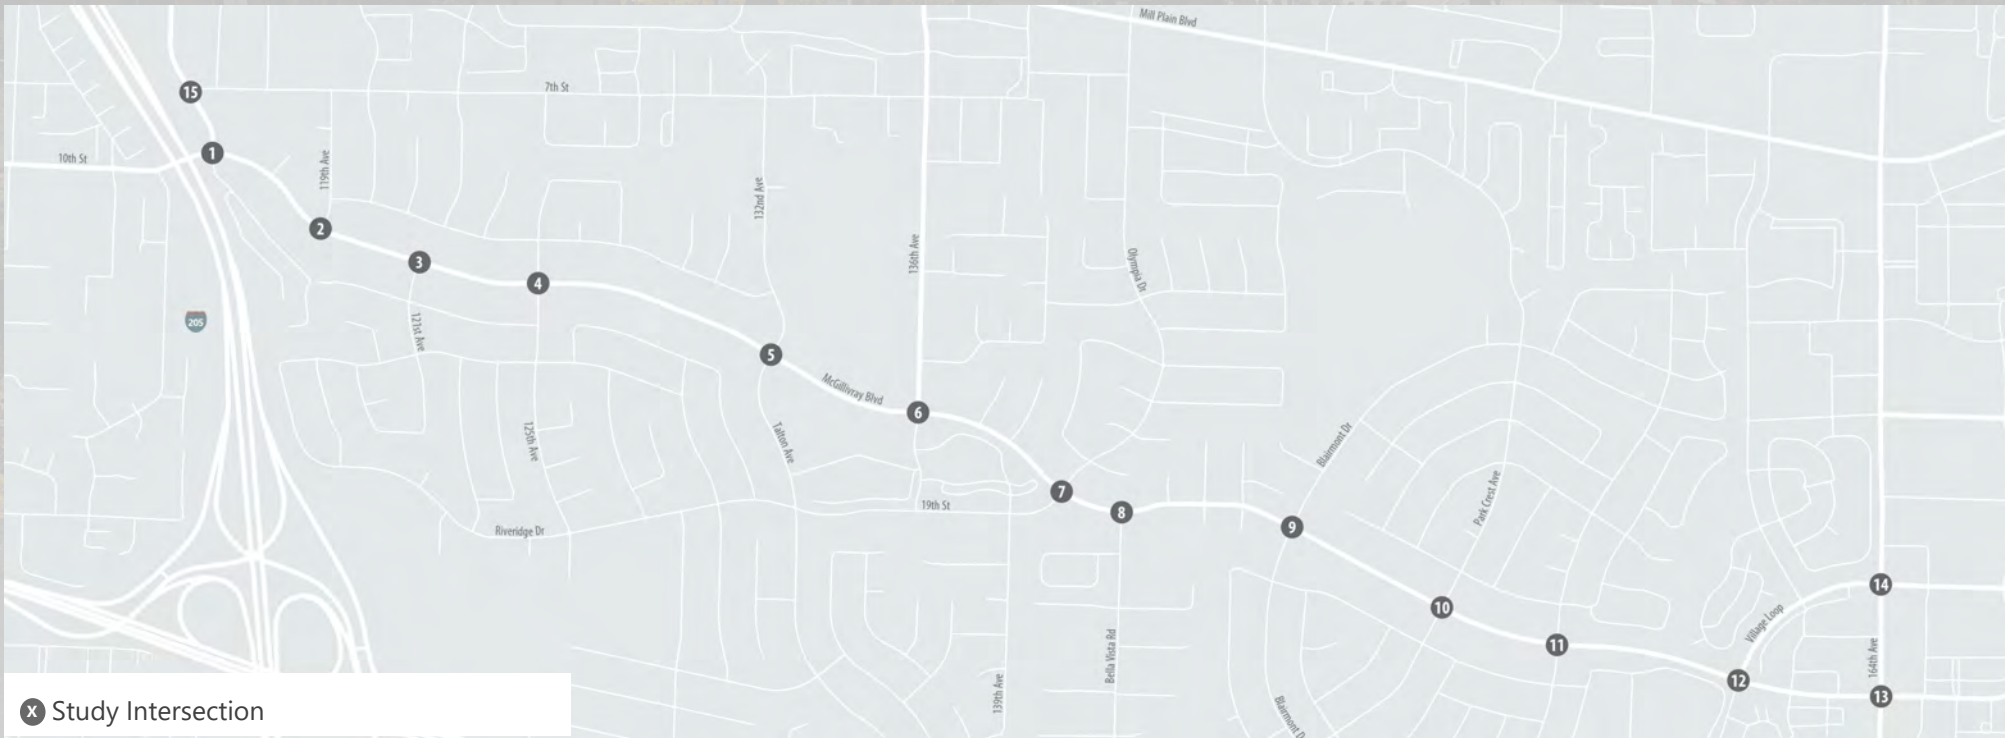 Mill Plain Blvd
15
7th St
1
10th St
119th Ave
132nd Ave
2
136th Ave
Olympia Dr
3
4
205
121st Ave
5
McGillivray Blvd
6
125th Ave
Talton Ave
Blairmont Dr
7
Park Crest Ave
8
19th St
9
Riveridge Dr
14
10
Village Loop
11
Bella Vista Rd
164th Ave
12
139th Ave
13
Blairmont D
X Study Intersection